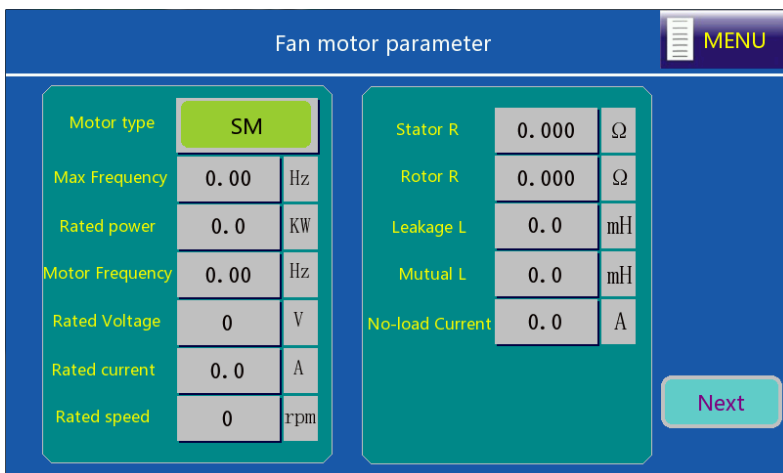 Fan motor parameter
MENU
Motor type SM
Max Frequency 0.00 Hz
Rated power 0.0 KW
Motor Frequency 0.00 Hz
Rated Voltage 0 V
Rated current 0.0 A
Rated speed 0 rpm
Stator R 0.000 Ω
Rotor R 0.000 Ω
Leakage L 0.0 mH
Mutual L 0.0 mH
No-load Current 0.0 A
Next